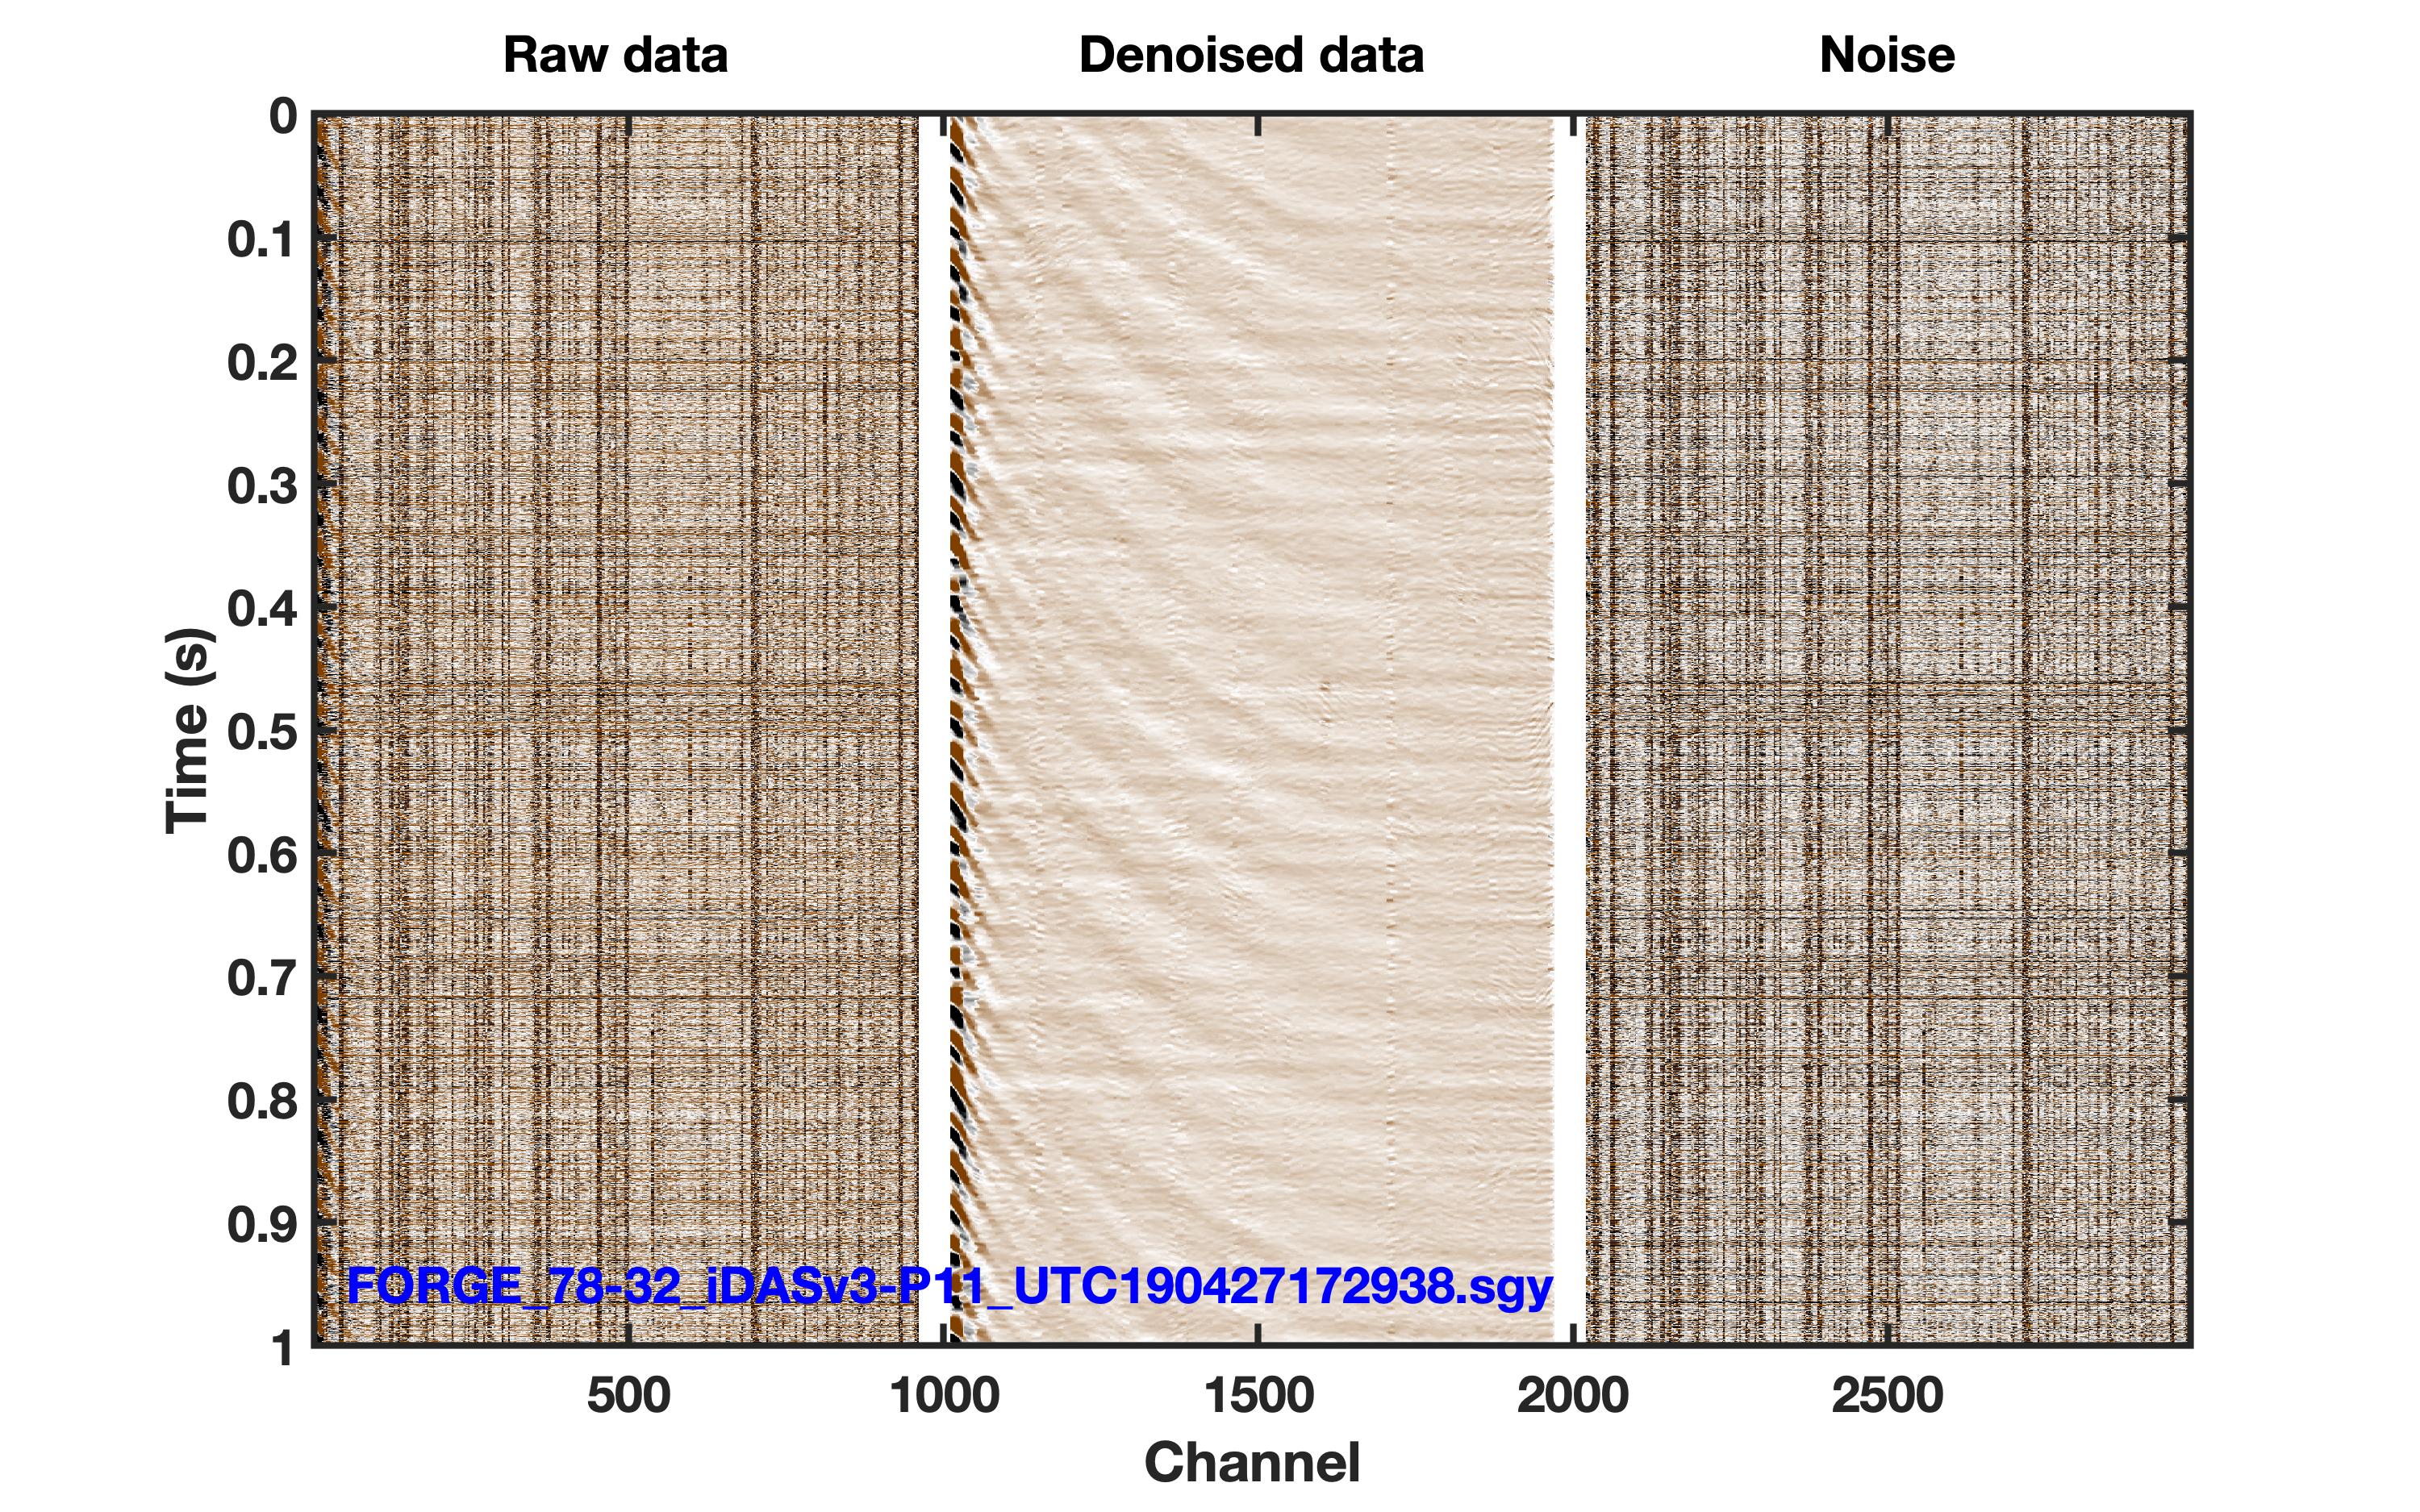 Raw data
Denoised data
Noise
0
0.1
0.2
0.3
0.4
0.5
0.6
0.7
0.8
0.9
1
Time (s)
FORGE_78-32_iDASv3-P11_UTC190427172938.sgy
500
1000
1500
2000
2500
Channel